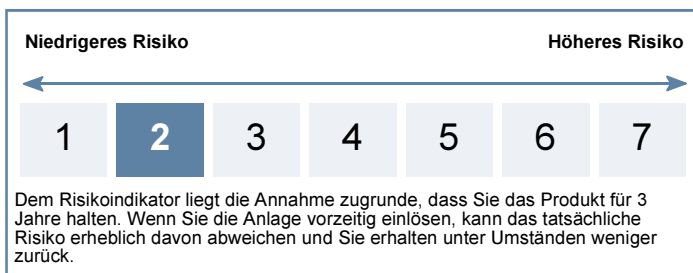 Niedrigeres Risiko Höheres Risiko
1 2 3 4 5 6 7
Dem Risikoindikator liegt die Annahme zugrunde, dass Sie das Produkt für 3
Jahre halten. Wenn Sie die Anlage vorzeitig einlösen, kann das tatsächliche
Risiko erheblich davon abweichen und Sie erhalten unter Umständen weniger
zurück.